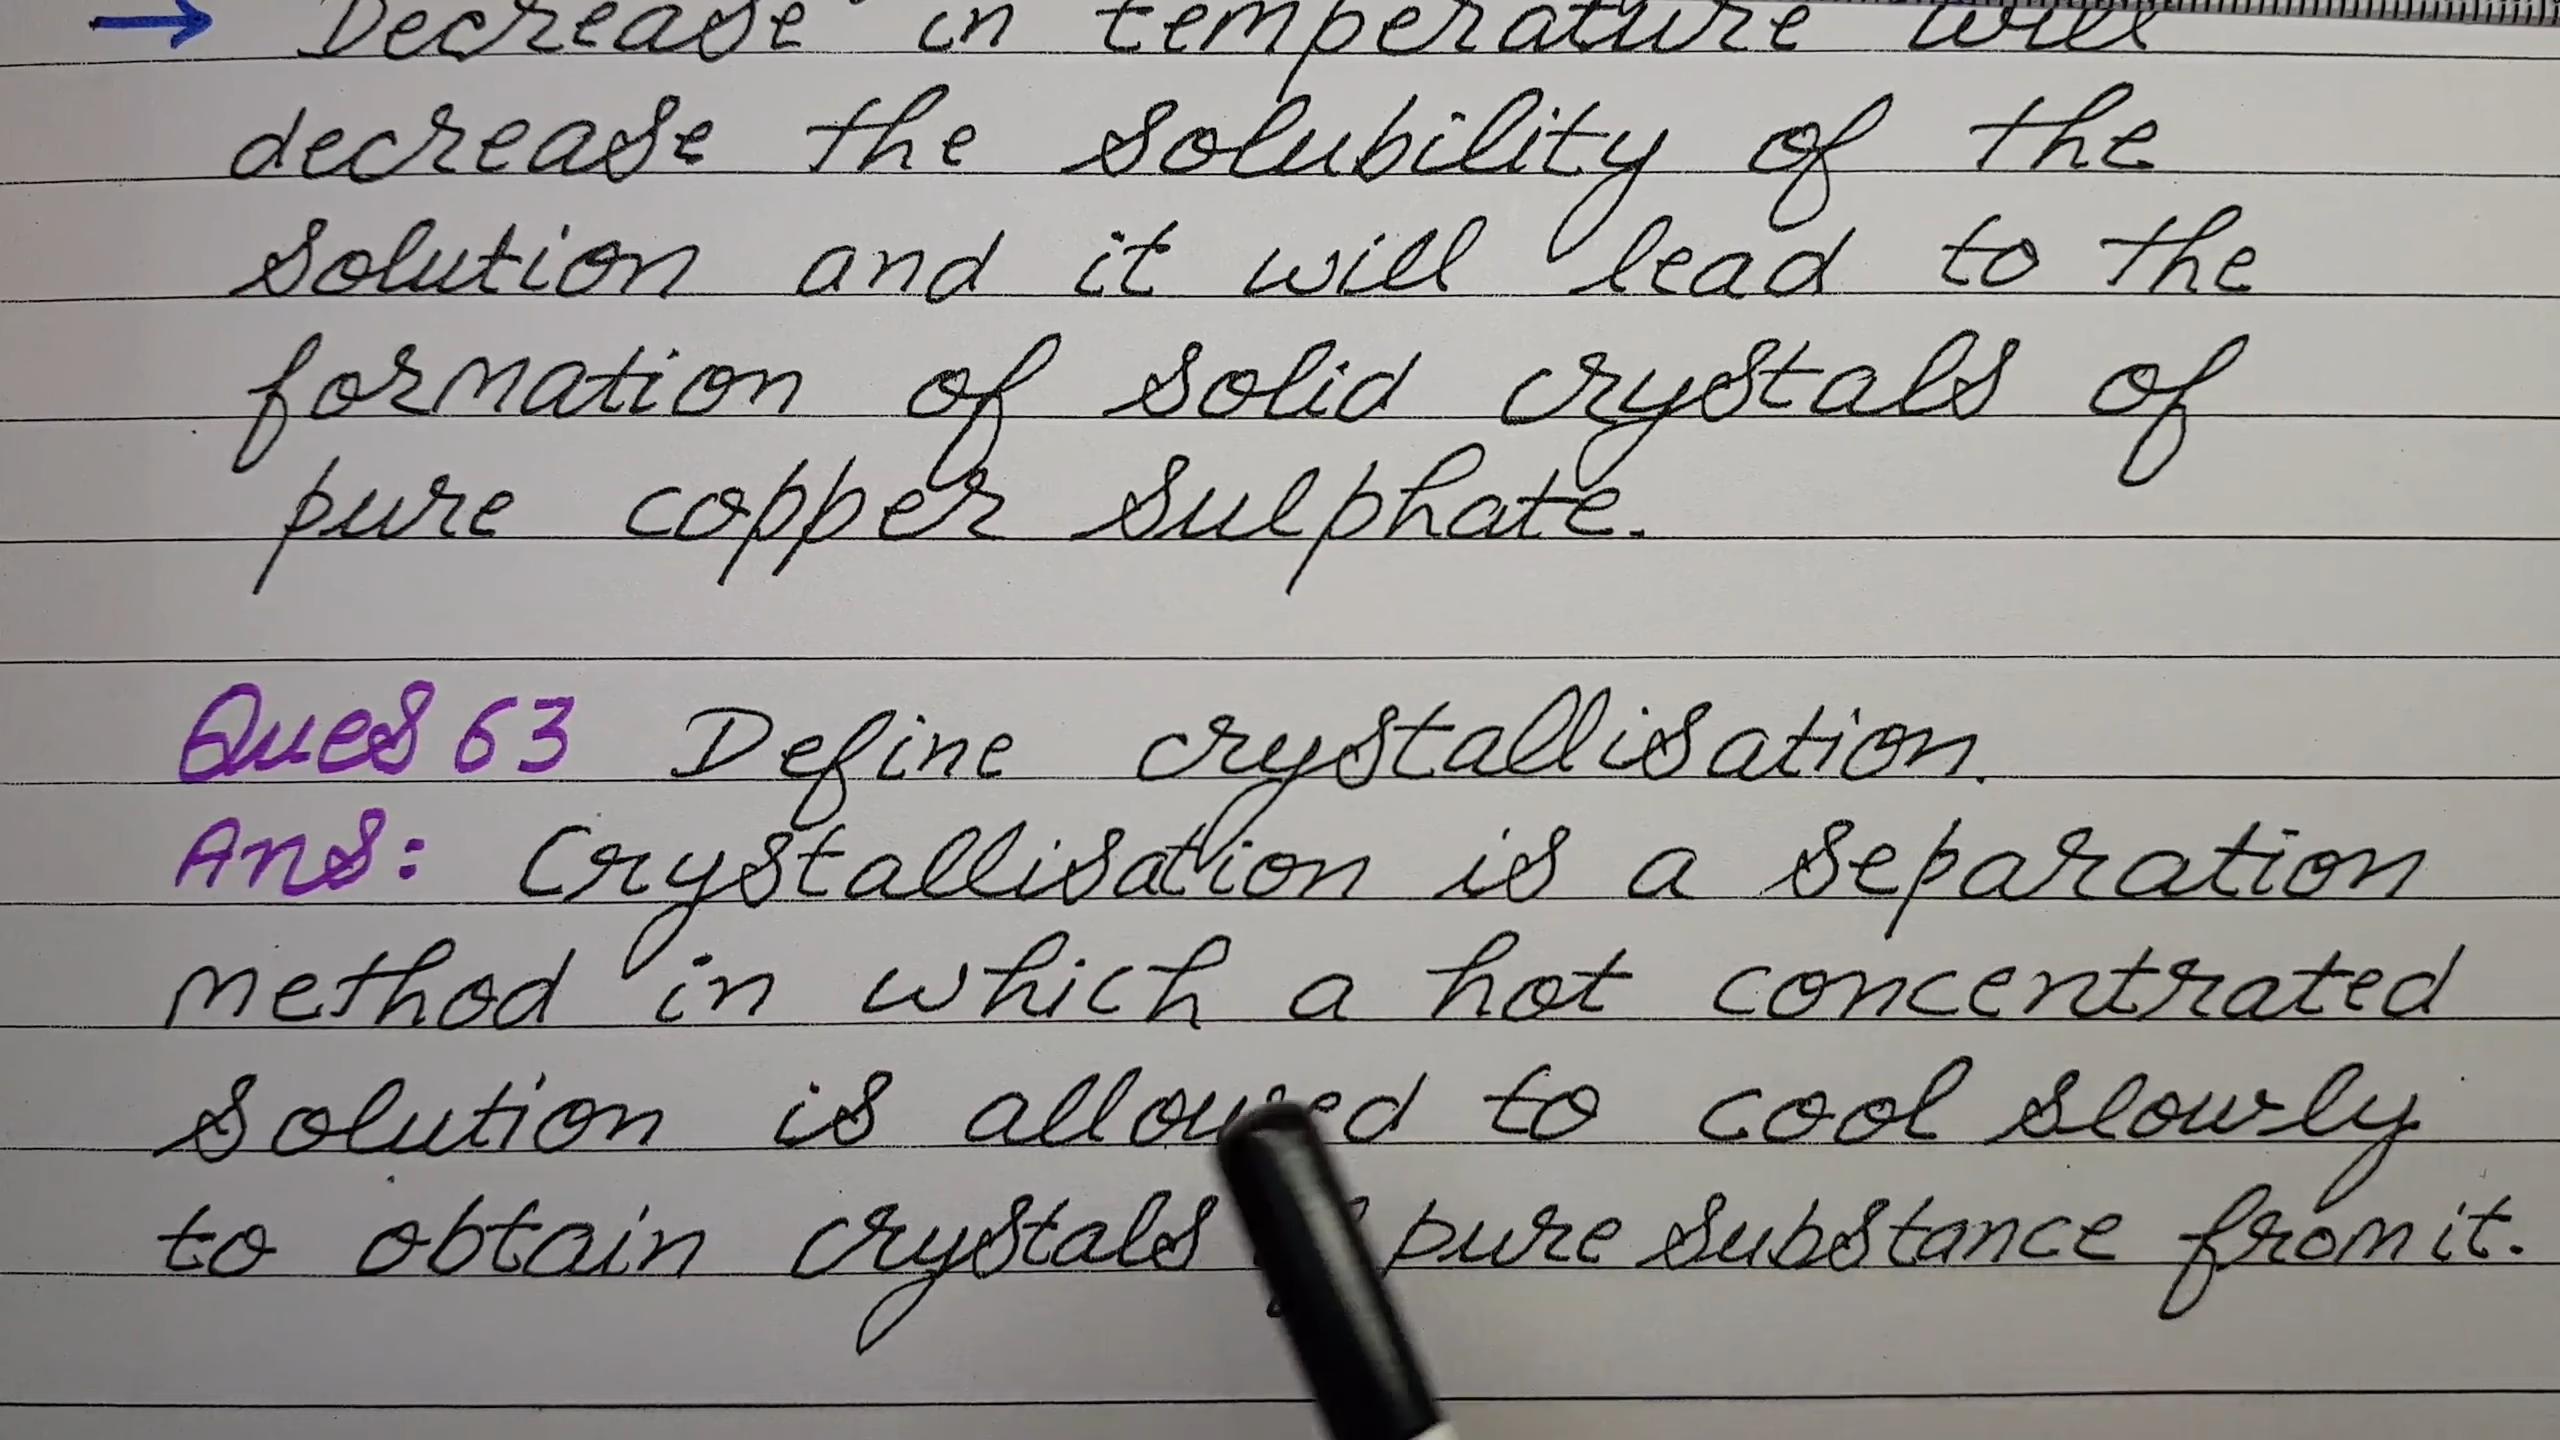 → Decrease in temperature will
decrease the solubility of the
solution and it will lead to the
formation of solid crystals of
pure copper sulphate.
Ques 63 Define crystallisation.
Ans: Crystallisation is a separation
method in which a hot concentrated
solution is allowed to cool slowly
to obtain crystals pure substance from it.